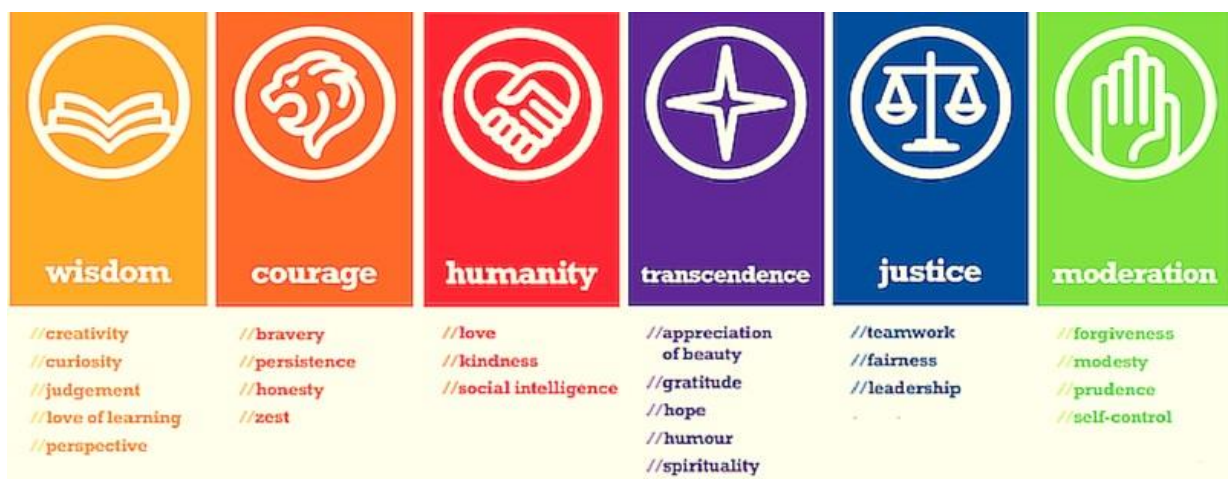 wisdom
//creativity
//curiosity
//judgement
//love of learning
//perspective
courage
//bravery
//persistence
//honesty
//zest
humanity
//love
//kindness
//social intelligence
transcendence
//appreciation
of beauty
//gratitude
//hope
//humour
//spirituality
justice
//teamwork
//fairness
//leadership
moderation
//forgiveness
//modesty
//prudence
//self-control